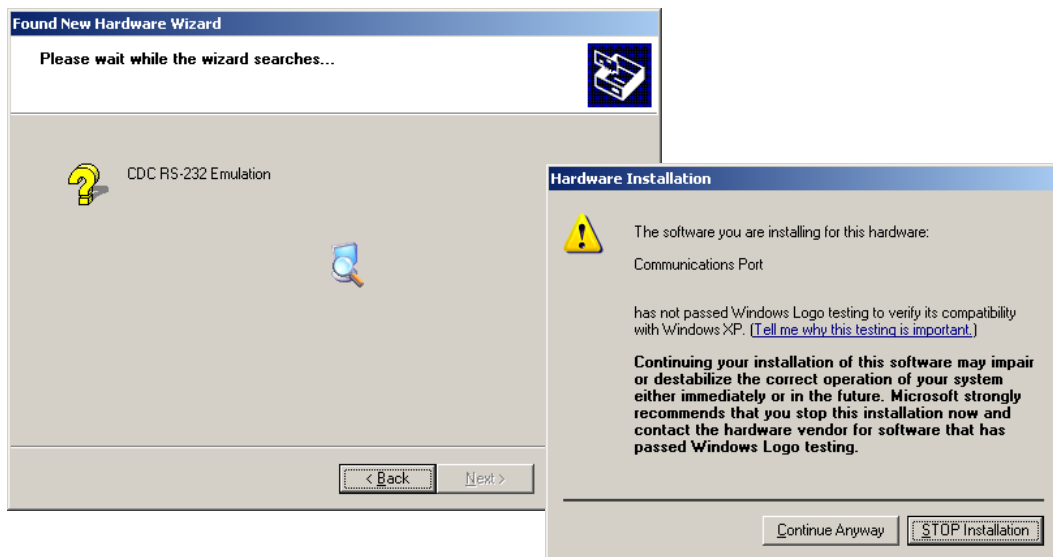 Found New Hardware Wizard
Please wait while the wizard searches...
CDC RS-232 Emulation
< Back
Next >
Hardware Installation
The software you are installing for this hardware:
Communications Port
has not passed Windows Logo testing to verify its compatibility
with Windows XP. (Tell me why this testing is important.)
Continuing your installation of this software may impair
or destabilize the correct operation of your system
either immediately or in the future. Microsoft strongly
recommends that you stop this installation now and
contact the hardware vendor for software that has
passed Windows Logo testing.
Continue Anyway
STOP Installation